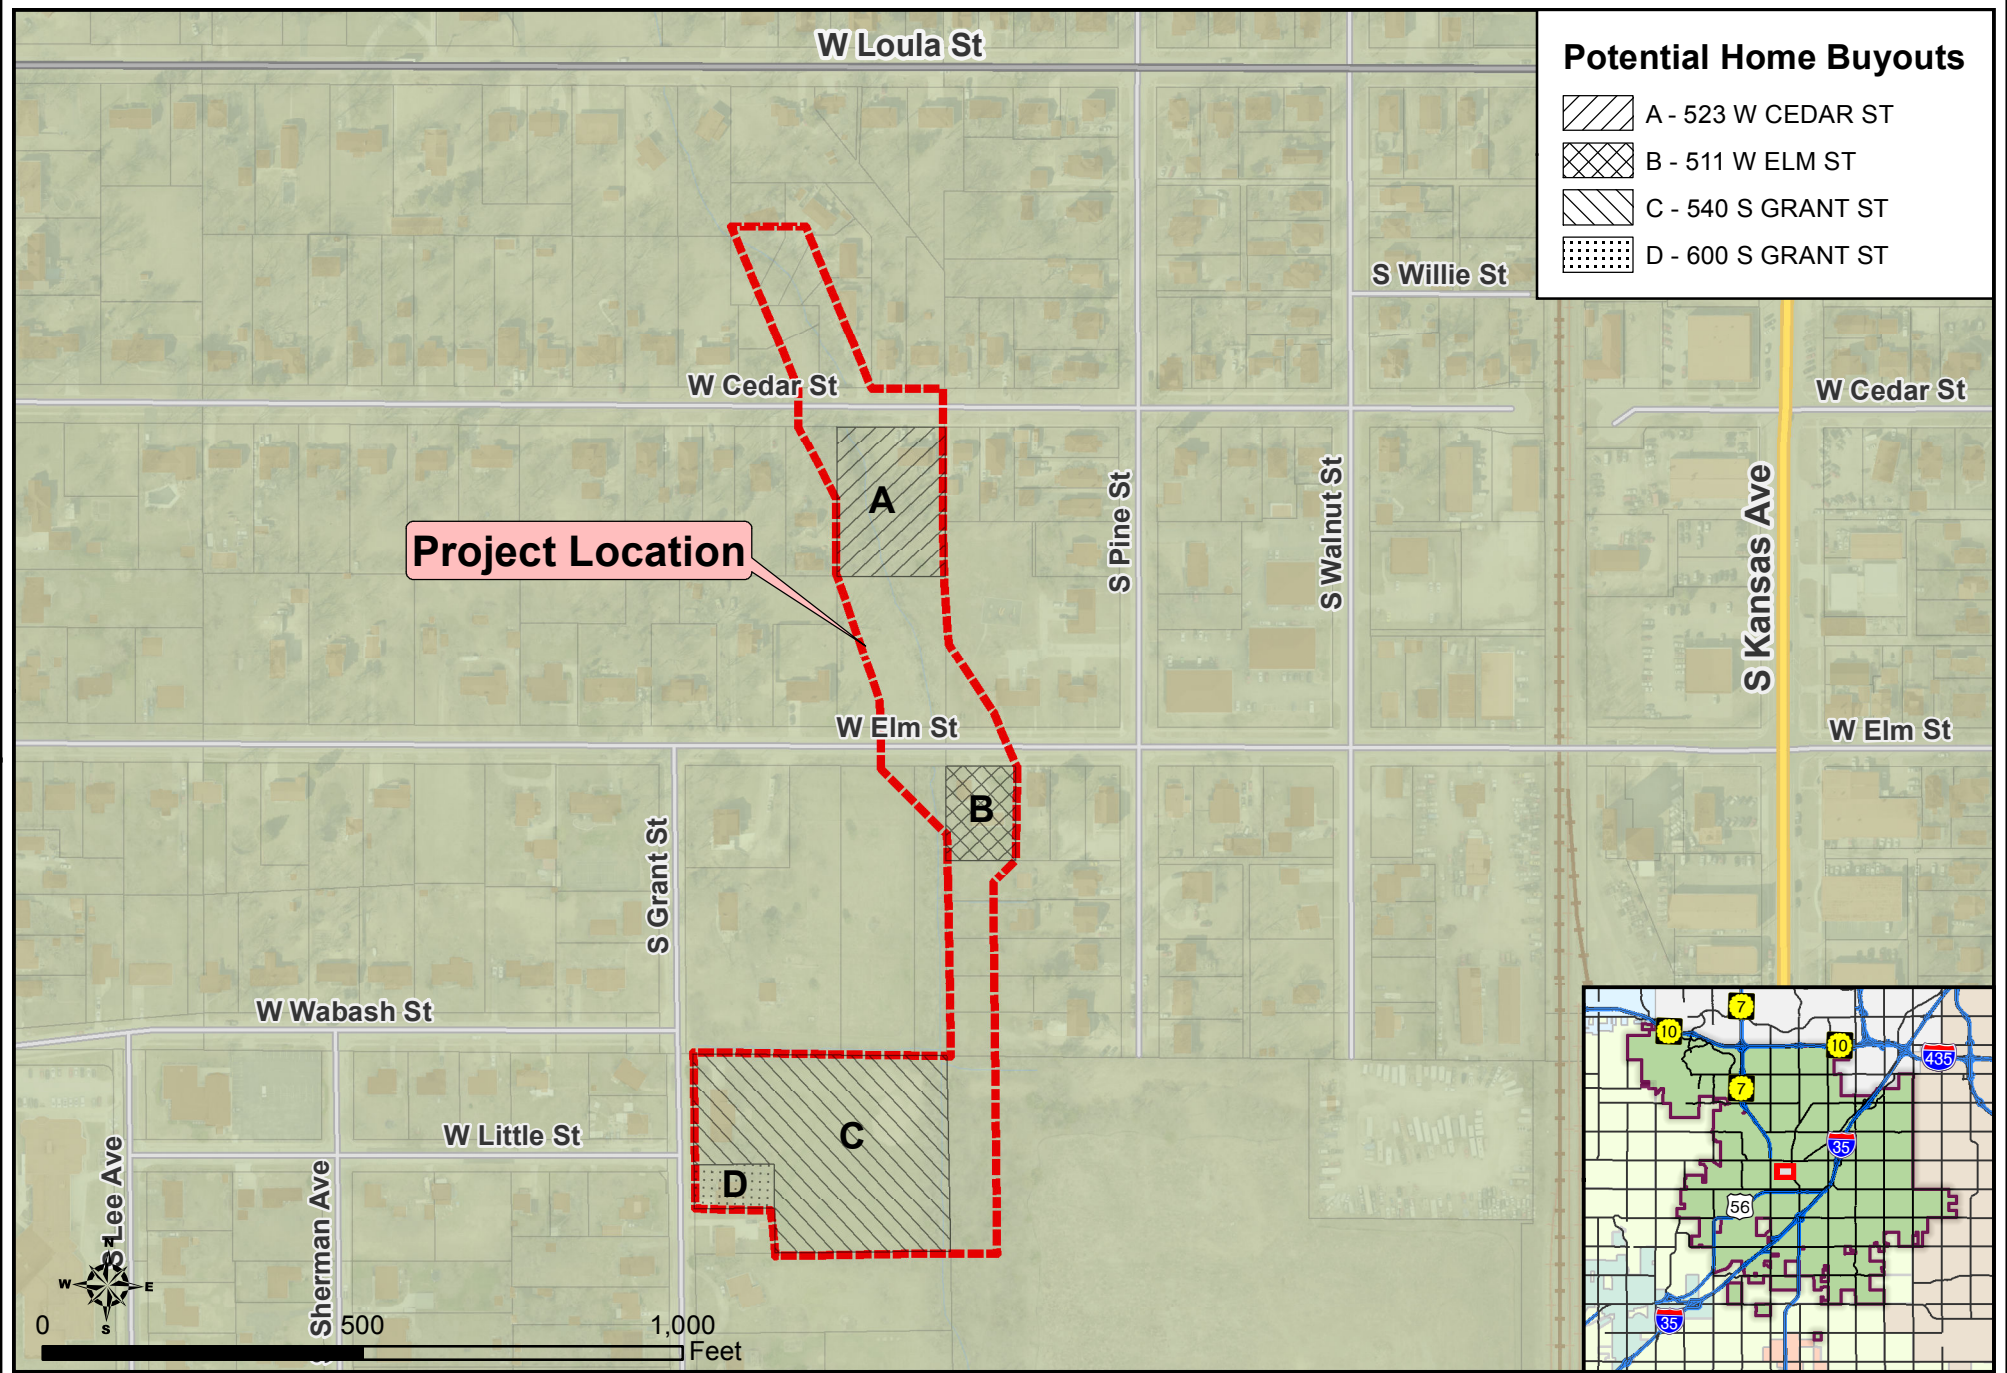 W Loula St
Potential Home Buyouts
A - 523 W CEDAR ST
B - 511 W ELM ST
C - 540 S GRANT ST
D - 600 S GRANT ST
S Willie St
W Cedar St
W Cedar St
A
S Pine St
S Walnut St
S Kansas Ave
Project Location
W Elm St
W Elm St
B
S Grant St
W Wabash St
C
W Little St
D
S Lee Ave
S Sherman Ave
N
W
E
S
0
500
1,000
Feet
7
10
10
435
7
35
56
35